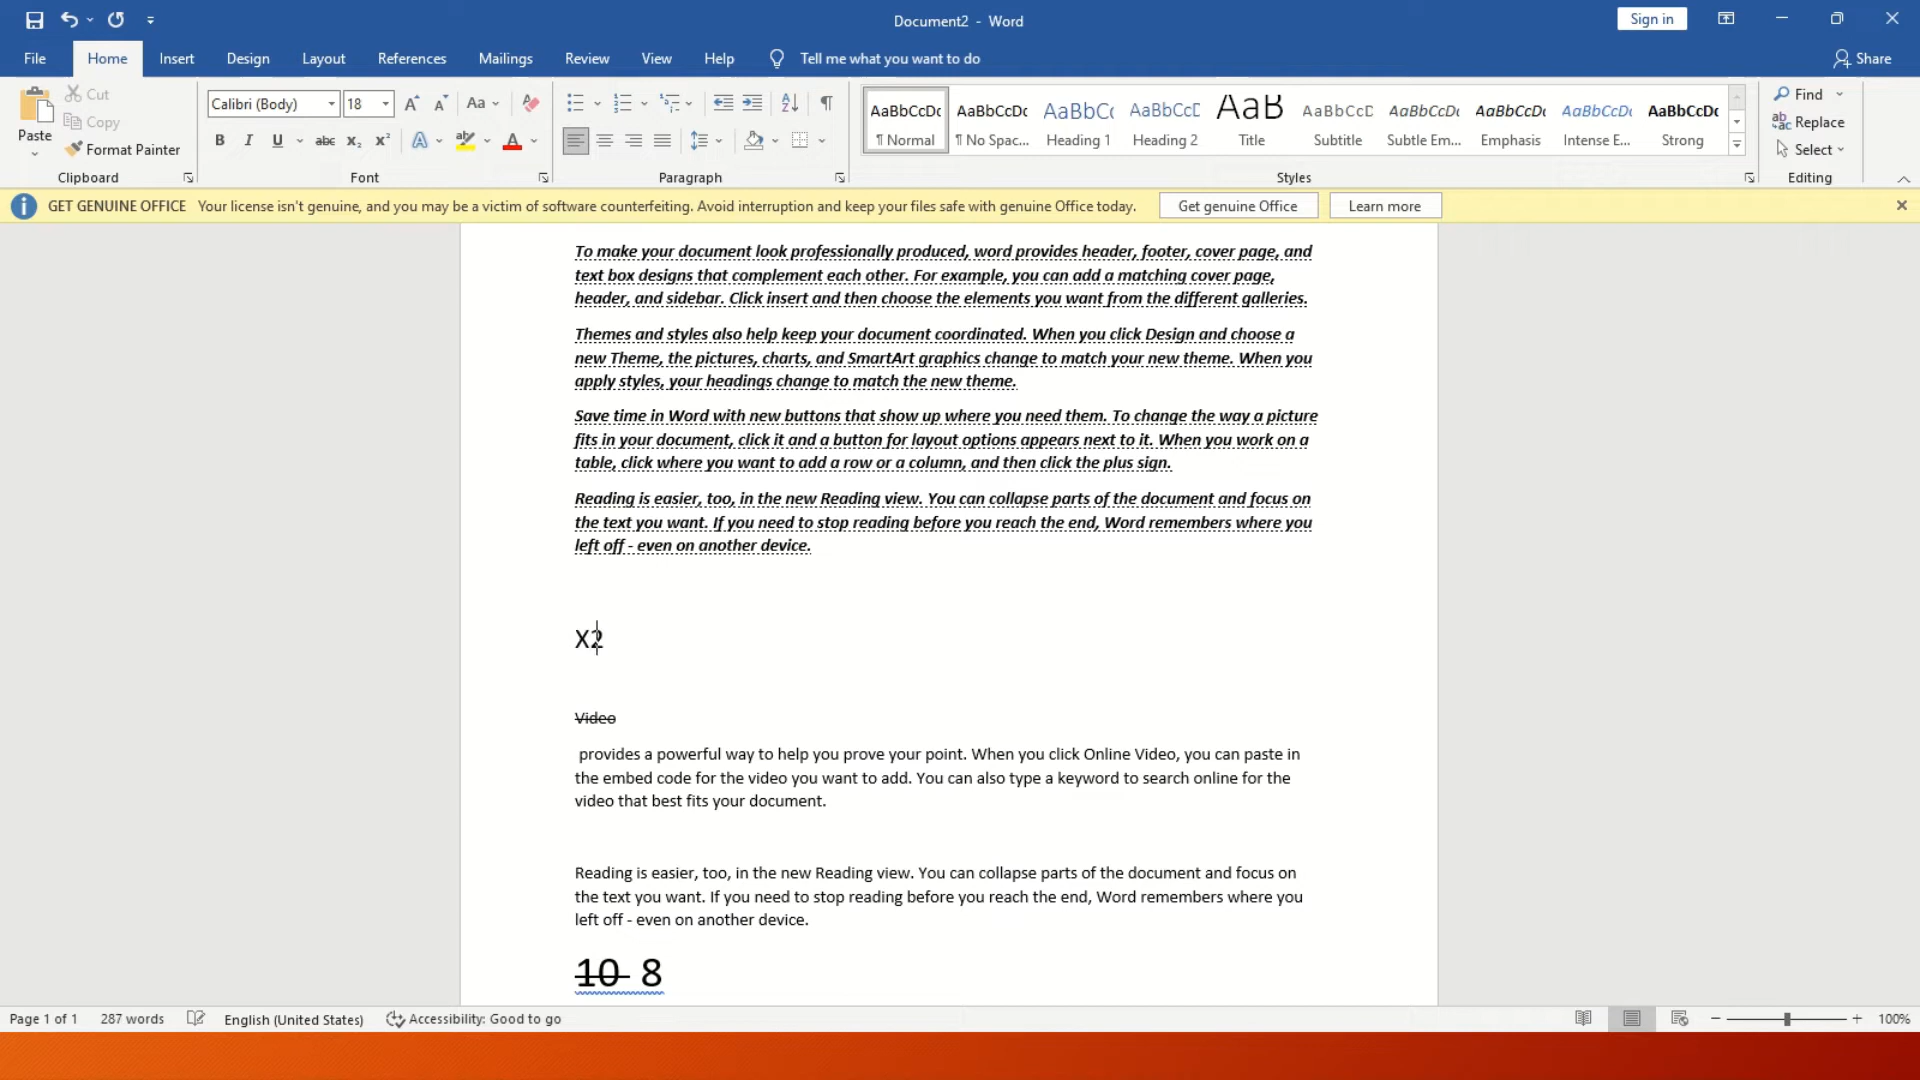 Document2 - Word
Sign in
File Home Insert Design Layout References Mailings Review View Help Tell me what you want to do Share
Paste
Cut
Copy
Format Painter
Clipboard
Calibri (Body) 18 Aa
B I U abc x₂ x² A A
Font
Paragraph
AaBbCcDc AaBbCcDc AaBbCc AaBbCcD AaB AaBbCcD AaBbCcDc AaBbCcDc AaBbCcDc AaBbCcDc
¶ Normal ¶ No Spac... Heading 1 Heading 2 Title Subtitle Subtle Em... Emphasis Intense E... Strong
Styles
Find
Replace
Select
Editing
GET GENUINE OFFICE Your license isn't genuine, and you may be a victim of software counterfeiting. Avoid interruption and keep your files safe with genuine Office today. Get genuine Office Learn more
To make your document look professionally produced, word provides header, footer, cover page, and
text box designs that complement each other. For example, you can add a matching cover page,
header, and sidebar. Click insert and then choose the elements you want from the different galleries.
Themes and styles also help keep your document coordinated. When you click Design and choose a
new Theme, the pictures, charts, and SmartArt graphics change to match your new theme. When you
apply styles, your headings change to match the new theme.
Save time in Word with new buttons that show up where you need them. To change the way a picture
fits in your document, click it and a button for layout options appears next to it. When you work on a
table, click where you want to add a row or a column, and then click the plus sign.
Reading is easier, too, in the new Reading view. You can collapse parts of the document and focus on
the text you want. If you need to stop reading before you reach the end, Word remembers where you
left off - even on another device.
X2
Video
provides a powerful way to help you prove your point. When you click Online Video, you can paste in
the embed code for the video you want to add. You can also type a keyword to search online for the
video that best fits your document.
Reading is easier, too, in the new Reading view. You can collapse parts of the document and focus on
the text you want. If you need to stop reading before you reach the end, Word remembers where you
left off - even on another device.
10 8
Page 1 of 1 287 words English (United States) Accessibility: Good to go 100%